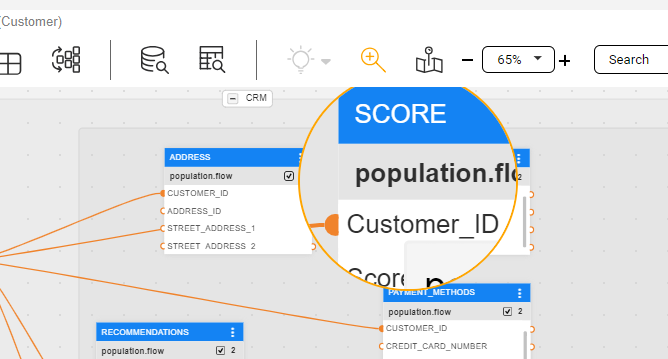 (Customer)
65%
Search
CRM
SCORE
population.fl
Customer_ID
Score
ADDRESS
population.flow
CUSTOMER_ID
ADDRESS_ID
STREET_ADDRESS_1
STREET_ADDRESS_2
2
PAYMENT_METHODS
population.flow 2
CUSTOMER_ID
CREDIT_CARD_NUMBER
RECOMMENDATIONS
population.flow 2